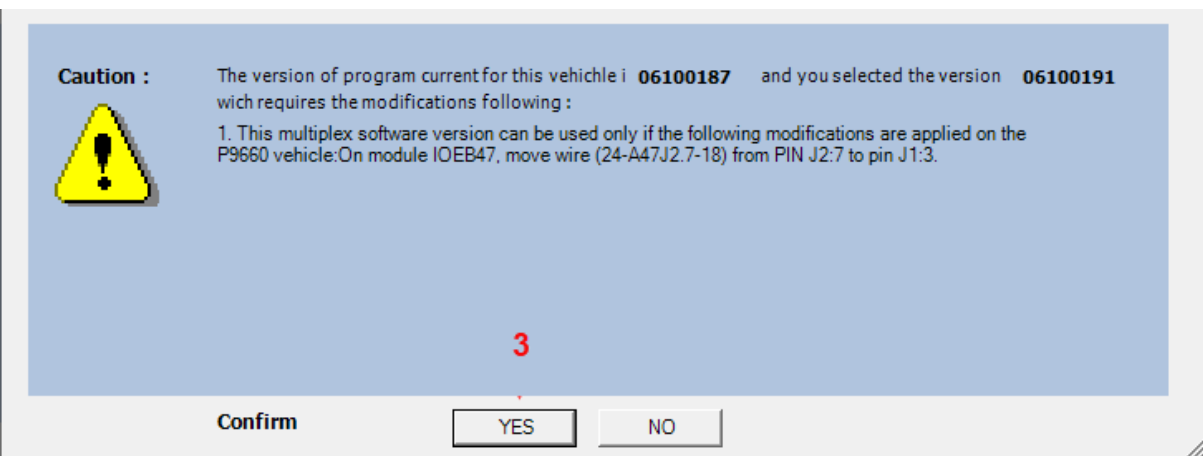 Caution :
The version of program current for this vehichle i 06100187 and you selected the version 06100191
wich requires the modifications following :
1. This multiplex software version can be used only if the following modifications are applied on the
P9660 vehicle:On module IOEB47, move wire (24-A47J2.7-18) from PIN J2:7 to pin J1:3.
3
Confirm YES NO